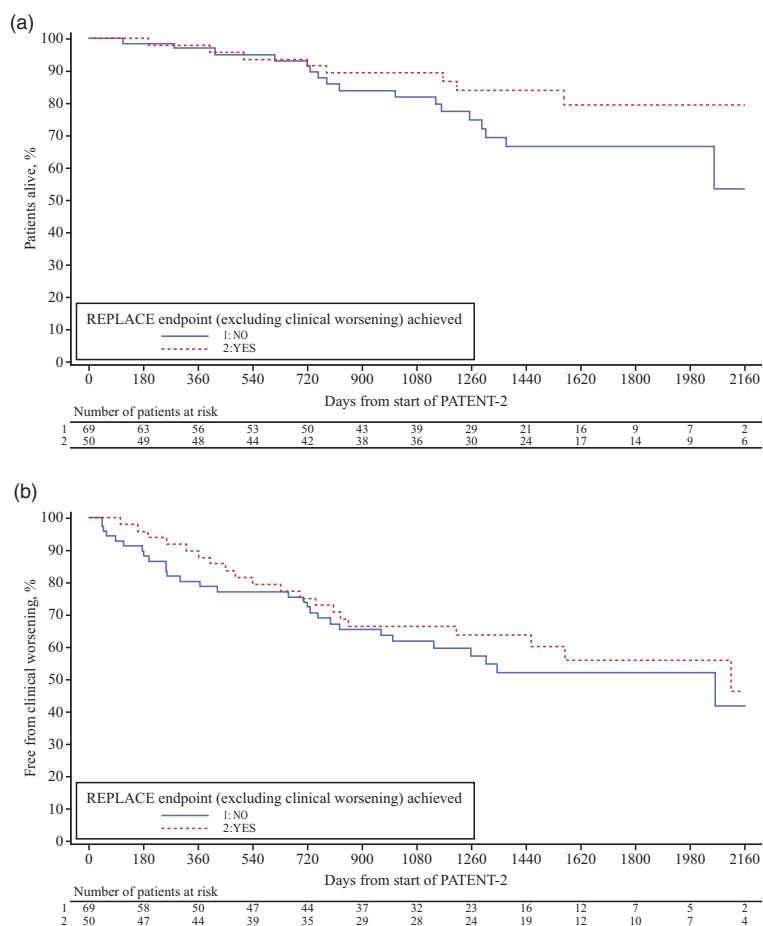 (a)
100
90
80
70
60
50
40
30
20
10
0
Patients alive, %
REPLACE endpoint (excluding clinical worsening) achieved
1: NO
2:YES
0 180 360 540 720 900 1080 1260 1440 1620 1800 1980 2160
Days from start of PATENT-2
Number of patients at risk
1 69 63 56 53 50 43 39 29 21 16 9 7 2
2 50 49 48 44 42 38 36 30 24 17 14 9 6
(b)
100
90
80
70
60
50
40
30
20
10
0
Free from clinical worsening, %
REPLACE endpoint (excluding clinical worsening) achieved
1: NO
2:YES
0 180 360 540 720 900 1080 1260 1440 1620 1800 1980 2160
Days from start of PATENT-2
Number of patients at risk
1 69 58 50 47 44 37 32 23 16 12 7 5 2
2 50 47 44 39 35 29 28 24 19 12 10 7 4